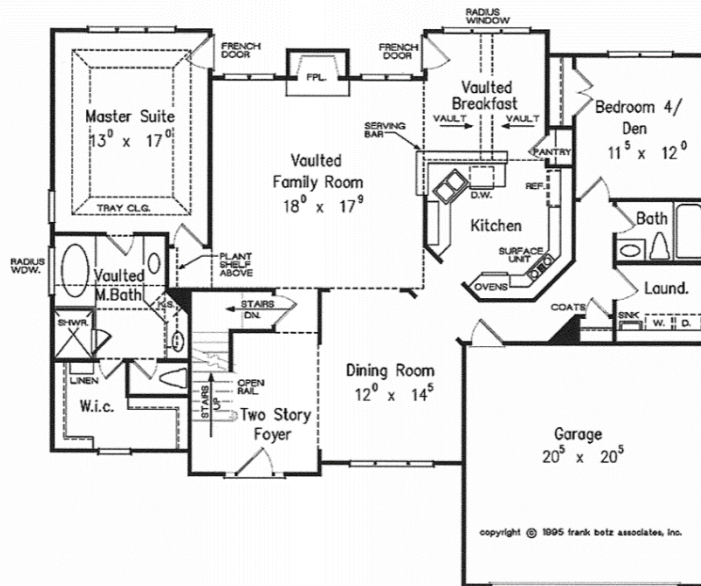 RADIUS
WINDOW
FRENCH
DOOR
FPL.
FRENCH
DOOR
Master Suite
13⁰ x 17⁰
TRAY CLG.
Vaulted
Family Room
18⁰ x 17⁹
SERVING
BAR
Vaulted
Breakfast
VAULT
VAULT
PANTRY
Bedroom 4/
Den
11⁵ x 12⁰
D.W.
REF.
Kitchen
SURFACE
UNIT
OVENS
Bath
Laund.
COATS
SNK
W.
D.
RADIUS
WDW.
Vaulted
M.Bath
PLANT
SHELF
ABOVE
K.S.
SHWR.
LINEN
W.i.c.
STAIRS
DN.
OPEN
RAIL
STAIRS
UP
Two Story
Foyer
Dining Room
12⁰ x 14⁵
Garage
20⁵ x 20⁵
copyright © 1995 frank betz associates, inc.